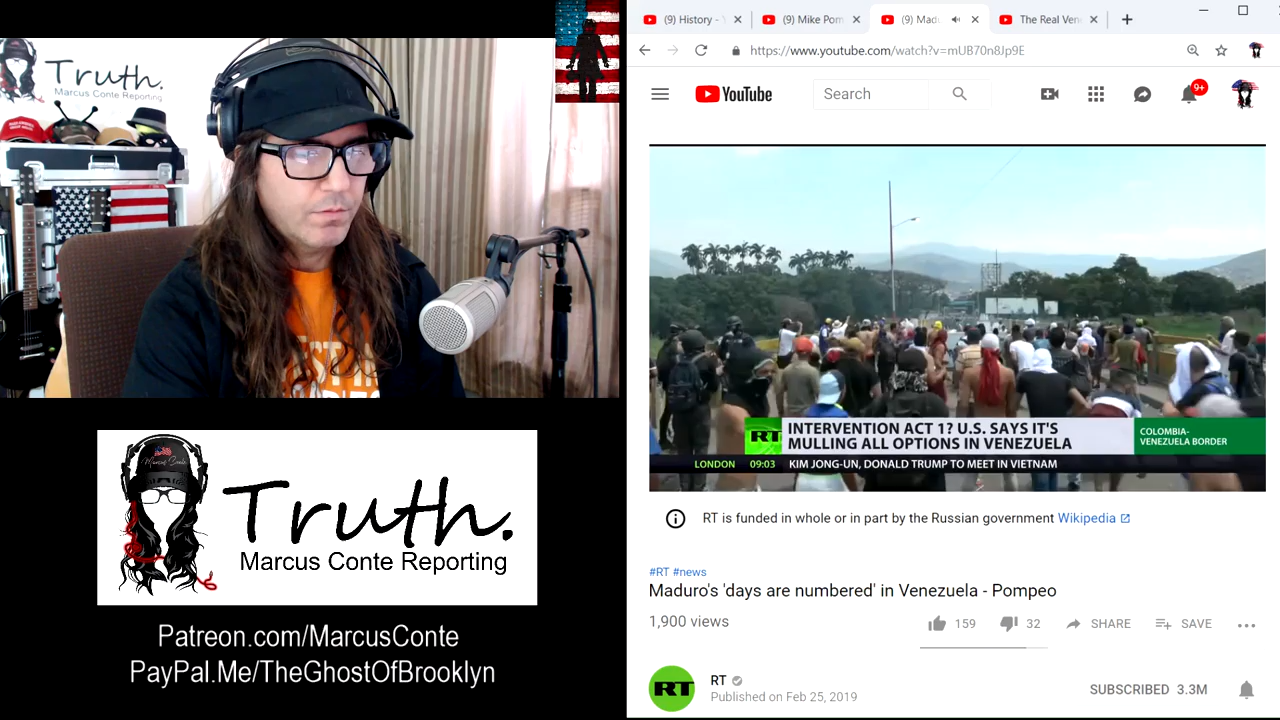 Truth.
Marcus Conte Reporting
Truth.
Marcus Conte Reporting
Patreon.com/MarcusConte
PayPal.Me/TheGhostOfBrooklyn
(9) History -
(9) Mike Pom
(9) Madu
The Real Ven
https://www.youtube.com/watch?v=mUB70n8Jp9E
YouTube
Search
9+
RT
INTERVENTION ACT 1? U.S. SAYS IT'S
MULLING ALL OPTIONS IN VENEZUELA
COLOMBIA-
VENEZUELA BORDER
LONDON 09:03 KIM JONG-UN, DONALD TRUMP TO MEET IN VIETNAM
RT is funded in whole or in part by the Russian government Wikipedia
#RT #news
Maduro's 'days are numbered' in Venezuela - Pompeo
1,900 views
159 32 SHARE SAVE
RT
RT
Published on Feb 25, 2019
SUBSCRIBED 3.3M